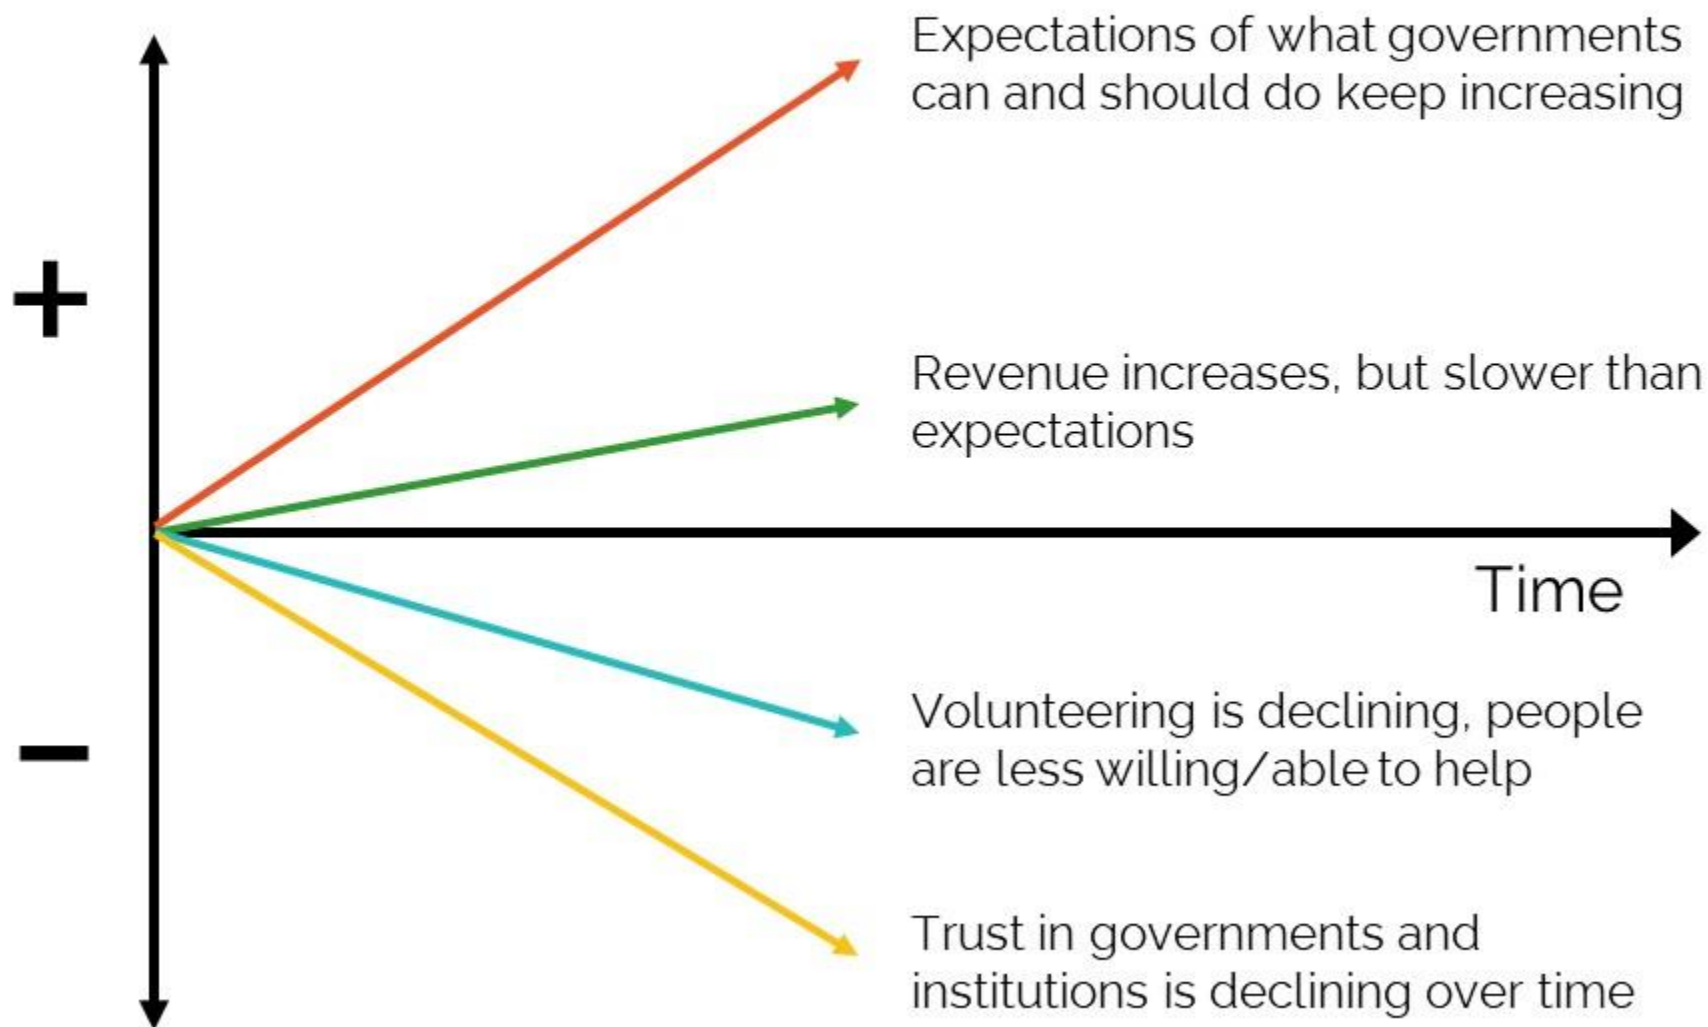 Expectations of what governments
can and should do keep increasing
+
Revenue increases, but slower than
expectations
Time
−
Volunteering is declining, people
are less willing/able to help
Trust in governments and
institutions is declining over time